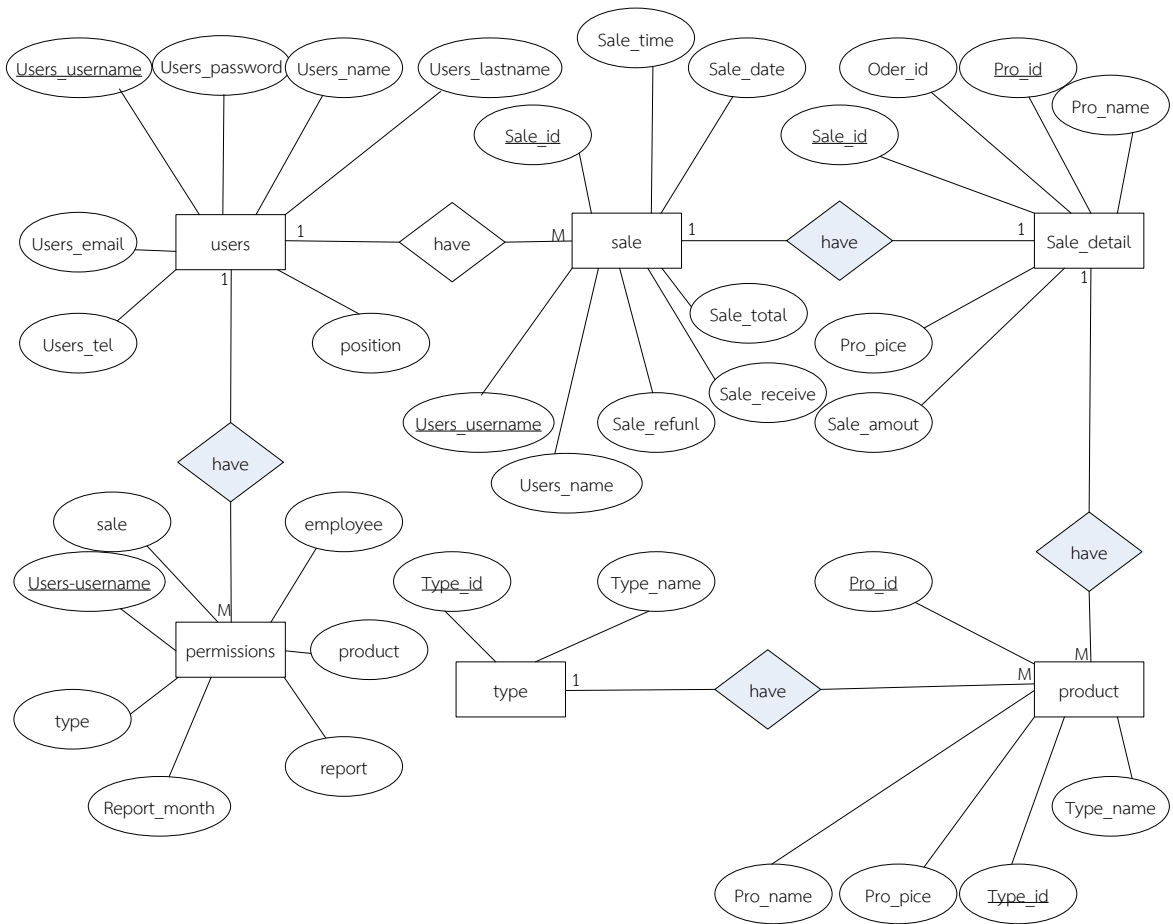 Sale_time
Users_username
Users_password
Users_name
Users_lastname
Sale_date
Oder_id
Pro_id
Pro_name
Sale_id
Sale_id
Users_email
users
1
have
M
sale
1
have
1
Sale_detail
1
1
Users_tel
position
Sale_total
Pro_pice
Sale_receive
Users_username
Sale_refunl
Sale_amout
have
Users_name
sale
employee
have
Users-username
Type_id
Type_name
Pro_id
M
permissions
product
M
type
1
have
M
product
type
report
Report_month
Type_name
Pro_name
Pro_pice
Type_id